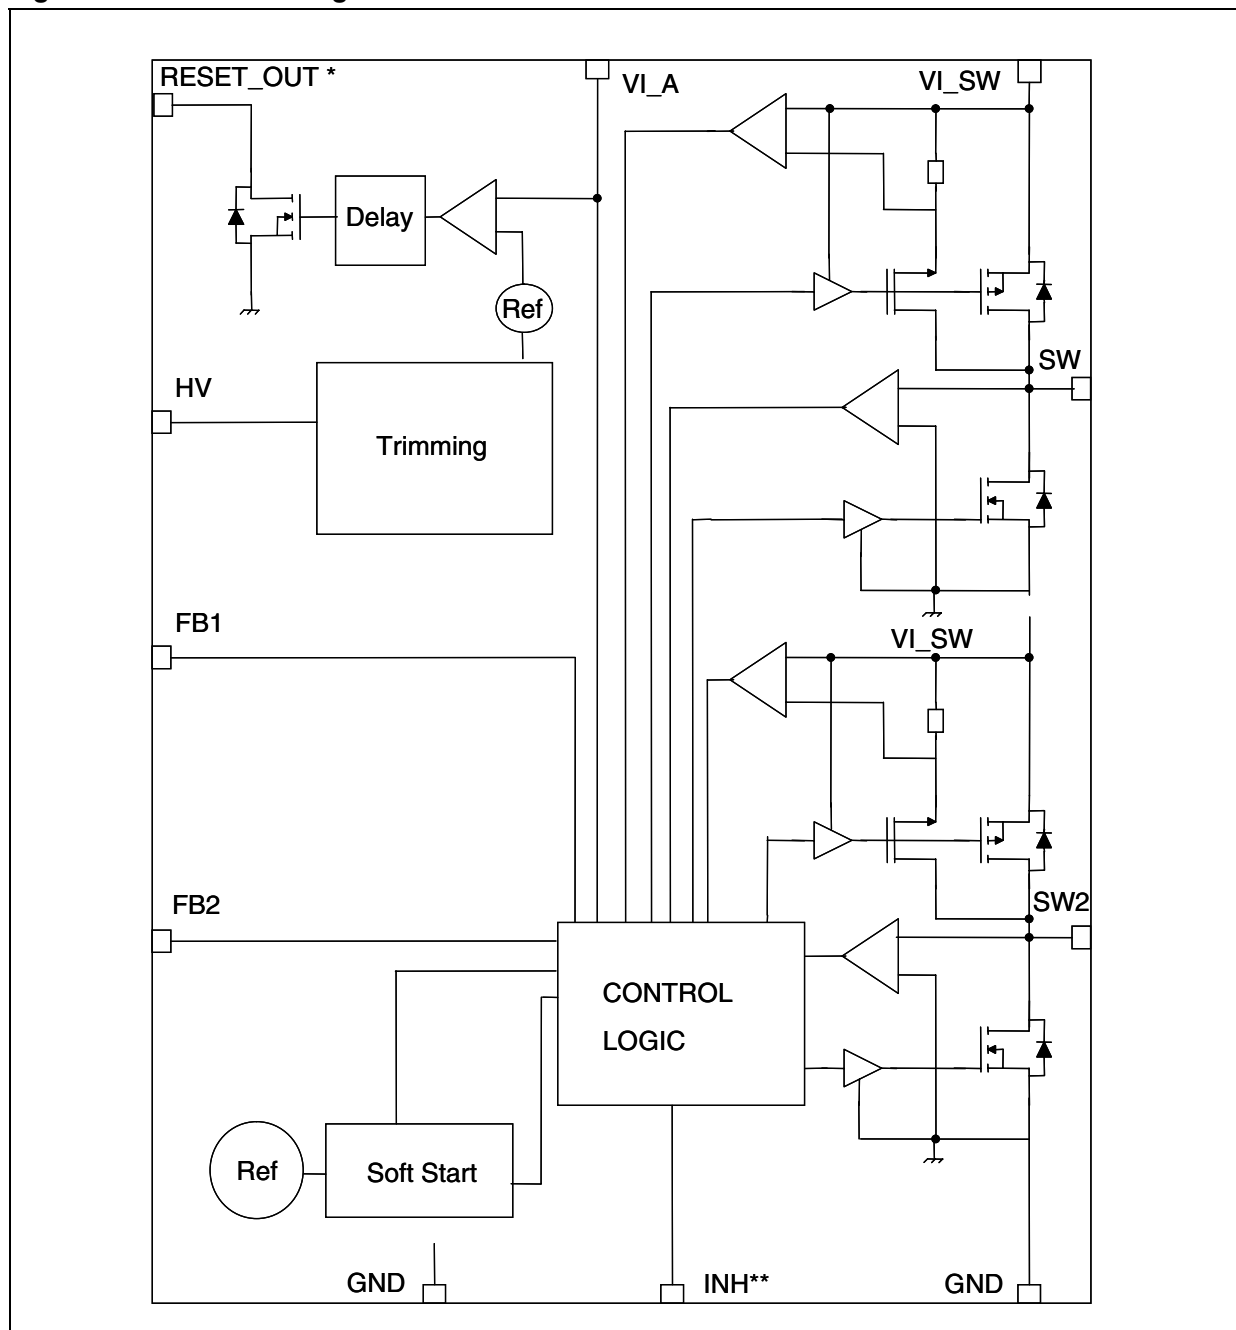 RESET_OUT *
VI_A
VI_SW
Delay
Ref
HV
SW
Trimming
FB1
VI_SW
FB2
SW2
CONTROL
LOGIC
Ref
Soft Start
GND
INH**
GND